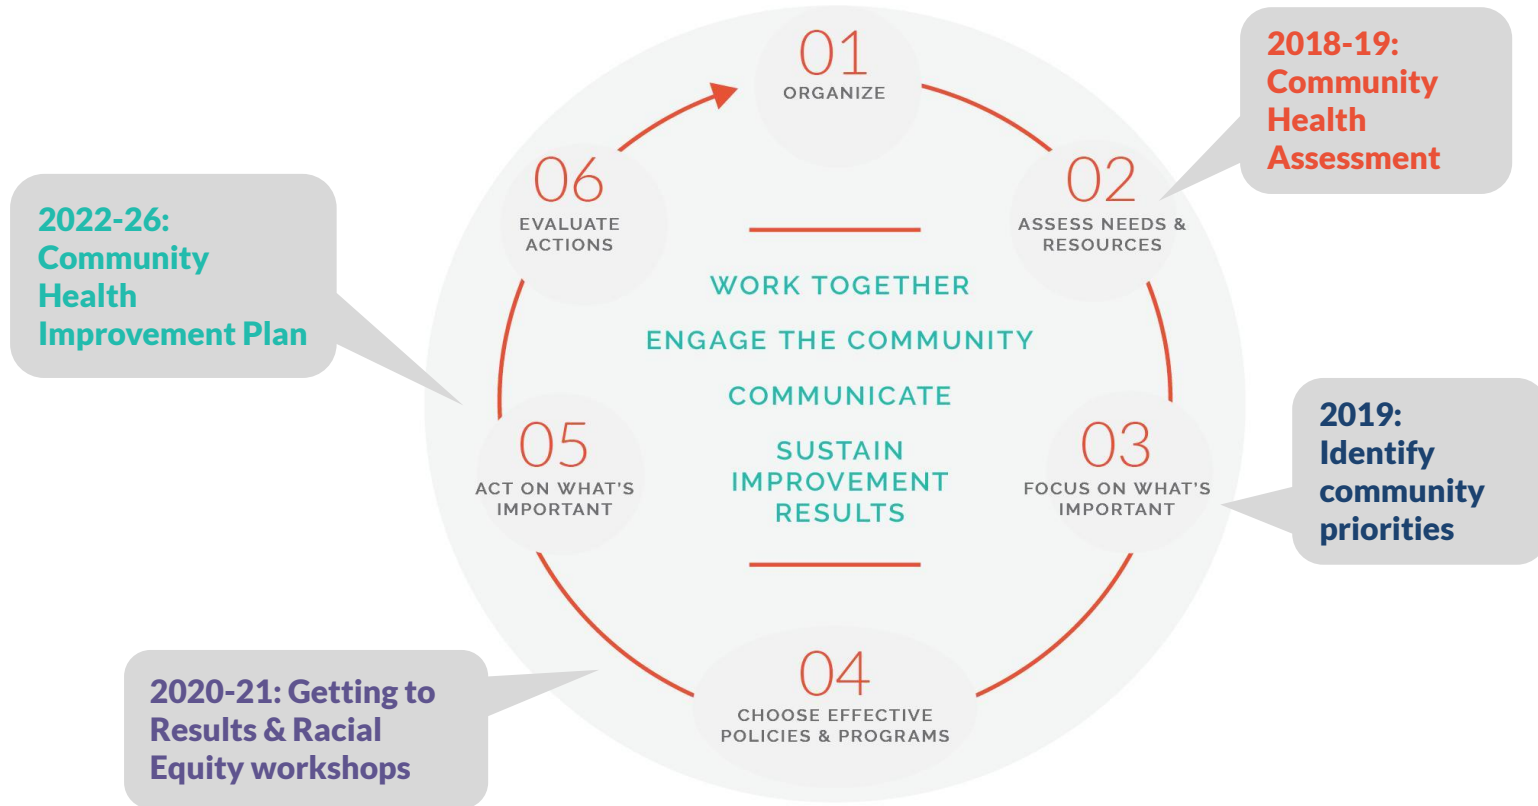 01
ORGANIZE
2018-19:
Community
Health
Assessment
02
ASSESS NEEDS &
RESOURCES
06
EVALUATE
ACTIONS
2022-26:
Community
Health
Improvement Plan
WORK TOGETHER
ENGAGE THE COMMUNITY
COMMUNICATE
SUSTAIN
IMPROVEMENT
RESULTS
03
FOCUS ON WHAT'S
IMPORTANT
2019:
Identify
community
priorities
05
ACT ON WHAT'S
IMPORTANT
04
CHOOSE EFFECTIVE
POLICIES & PROGRAMS
2020-21: Getting to
Results & Racial
Equity workshops